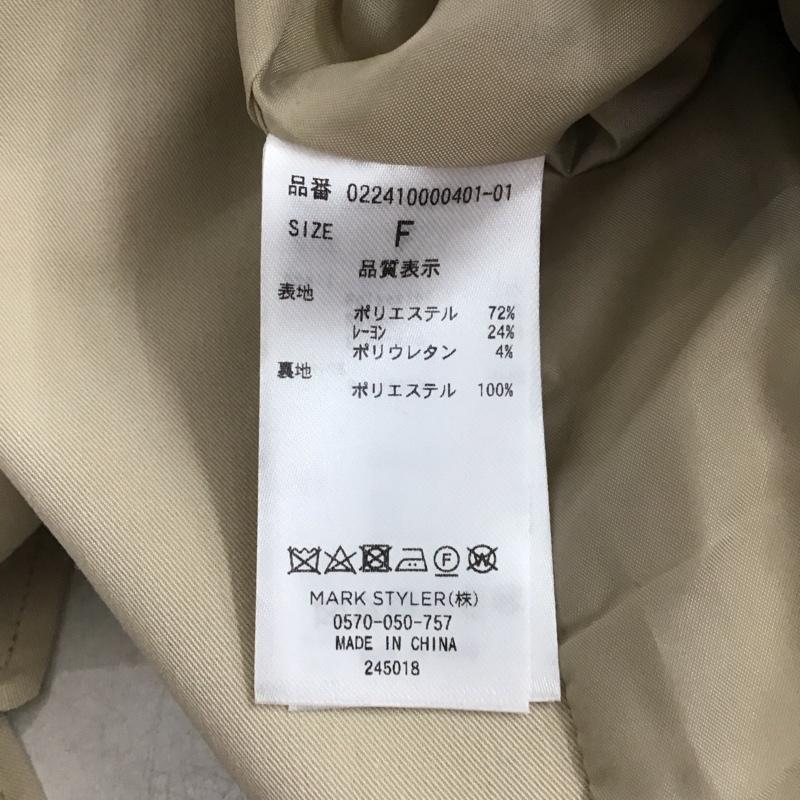 品番 022410000401-01
SIZE F
品質表示
表地
ポリエステル 72%
レーヨン 24%
ポリウレタン 4%
裏地
ポリエステル 100%
F W
MARK STYLER(株)
0570-050-757
MADE IN CHINA
245018